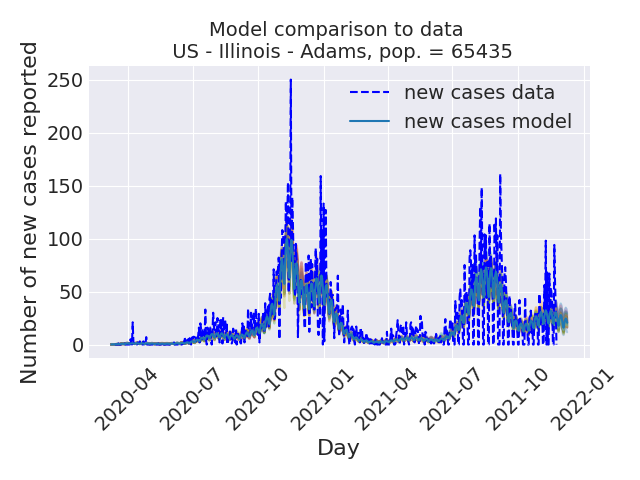 Model comparison to data
US - Illinois - Adams, pop. = 65435
Number of new cases reported
250
200
150
100
50
0
new cases data
new cases model
2020-04
2020-07
2020-10
2021-01
2021-04
2021-07
2021-10
2022-01
Day